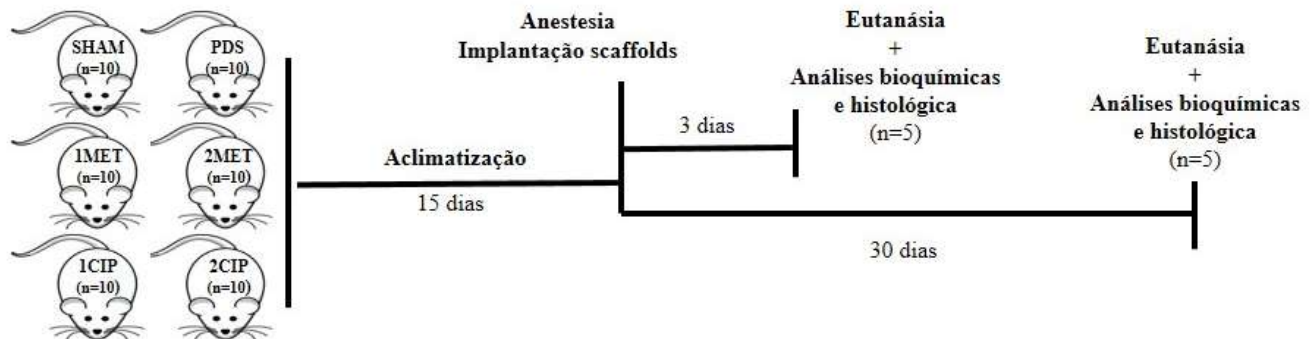 SHAM
(n=10)
PDS
(n=10)
1MET
(n=10)
2MET
(n=10)
1CIP
(n=10)
2CIP
(n=10)
Aclimatização
15 dias
Anestesia
Implantação scaffolds
3 dias
Eutanásia
+
Análises bioquímicas
e histológica
(n=5)
30 dias
Eutanásia
+
Análises bioquímicas
e histológica
(n=5)